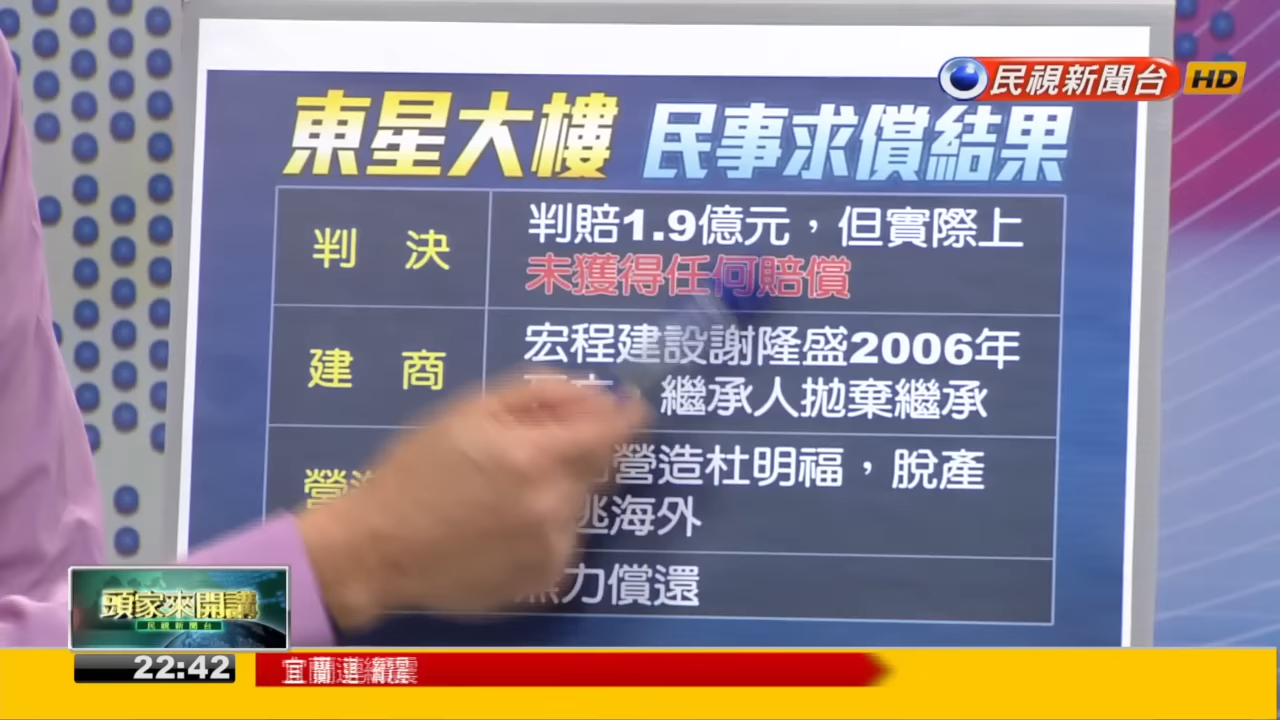 民視新聞台 HD
東星大樓 民事求償結果
判 決
判賠1.9億元，但實際上
未獲得任何賠償
建 商
宏程建設謝隆盛2006年
繼承人拋棄繼承
營
營造杜明福，脫產
逃海外
無力償還
頭家來開講
民視新聞台
22:42